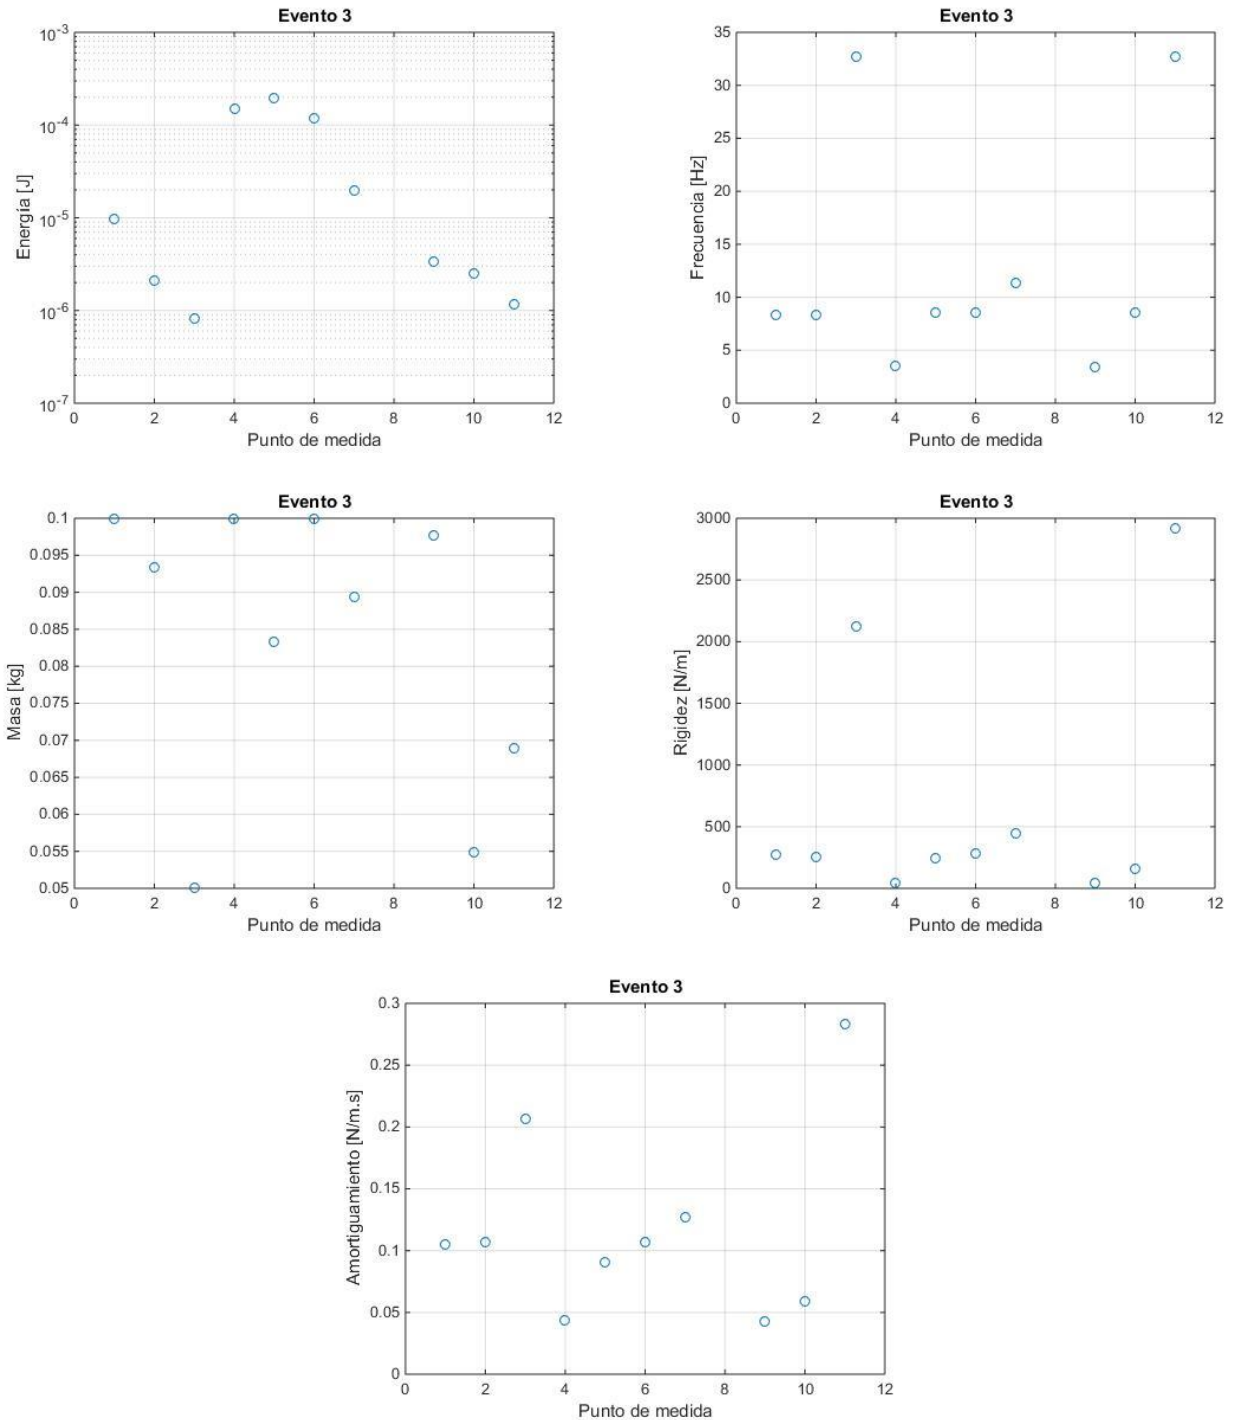 Evento 3
10-3
10-4
10-5
10-6
10-7
Energía [J]
0 2 4 6 8 10 12
Punto de medida
Evento 3
35
30
25
20
15
10
5
0
Frecuencia [Hz]
0 2 4 6 8 10 12
Punto de medida
Evento 3
0.1
0.095
0.09
0.085
0.08
0.075
0.07
0.065
0.06
0.055
0.05
Masa [kg]
0 2 4 6 8 10 12
Punto de medida
Evento 3
3000
2500
2000
1500
1000
500
0
Rigidez [N/m]
0 2 4 6 8 10 12
Punto de medida
Evento 3
0.3
0.25
0.2
0.15
0.1
0.05
0
Amortiguamiento [N/m.s]
0 2 4 6 8 10 12
Punto de medida